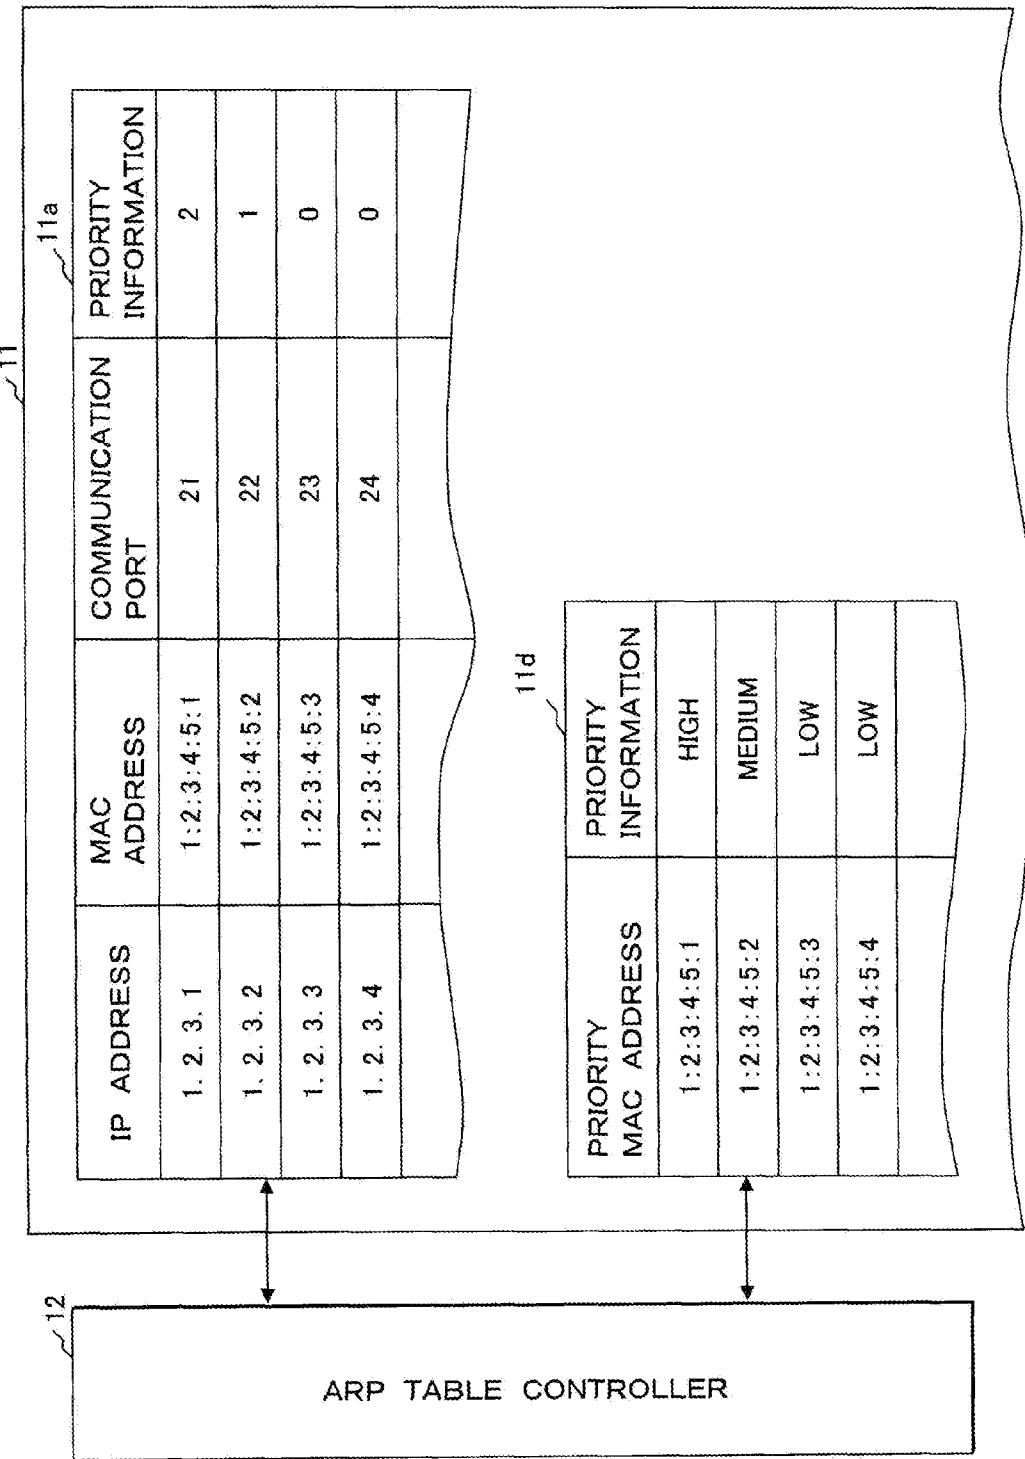 11
11a
IP ADDRESS MAC ADDRESS COMMUNICATION PORT PRIORITY INFORMATION
1. 2. 3. 1 1:2:3:4:5:1 21 2
1. 2. 3. 2 1:2:3:4:5:2 22 1
1. 2. 3. 3 1:2:3:4:5:3 23 0
1. 2. 3. 4 1:2:3:4:5:4 24 0
11d
PRIORITY MAC ADDRESS PRIORITY INFORMATION
1:2:3:4:5:1 HIGH
1:2:3:4:5:2 MEDIUM
1:2:3:4:5:3 LOW
1:2:3:4:5:4 LOW
12
ARP TABLE CONTROLLER